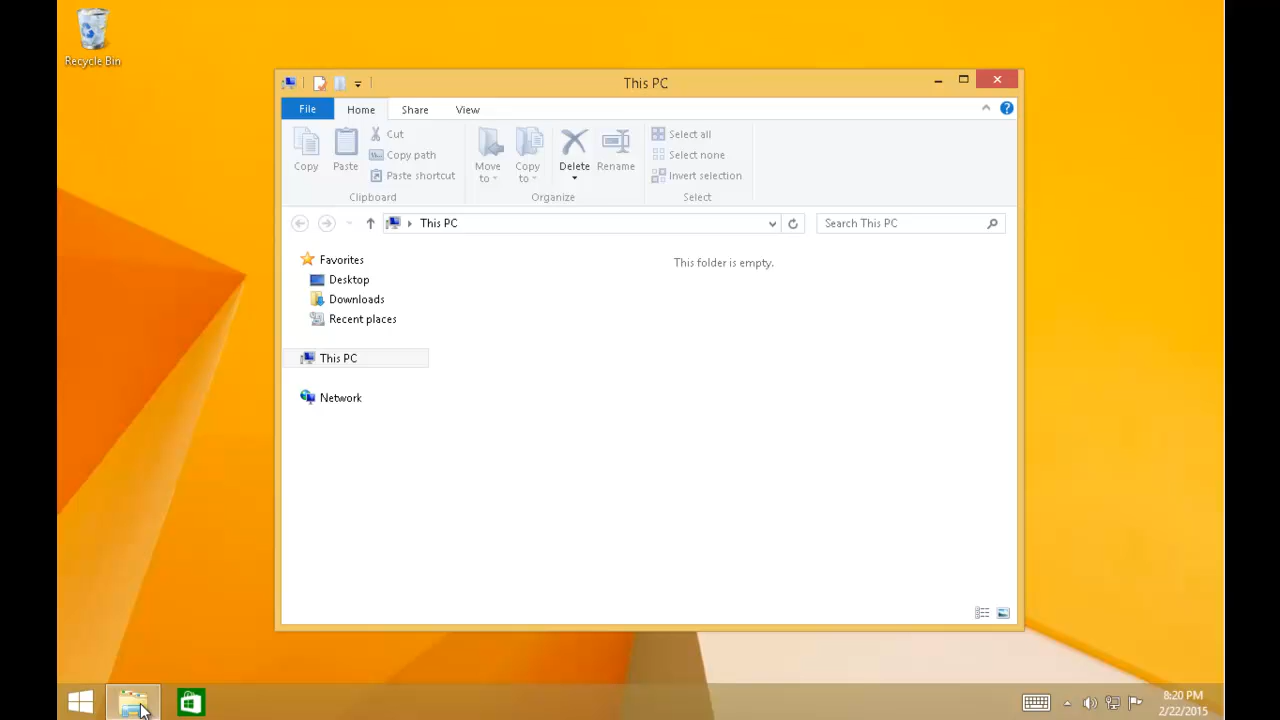 Recycle Bin
This PC
File Home Share View
Copy
Paste
Cut
Copy path
Paste shortcut
Clipboard
Move to
Copy to
Delete
Rename
Organize
Select all
Select none
Invert selection
Select
This PC
Search This PC
Favorites
Desktop
Downloads
Recent places
This PC
Network
This folder is empty.
8:20 PM
2/22/2015